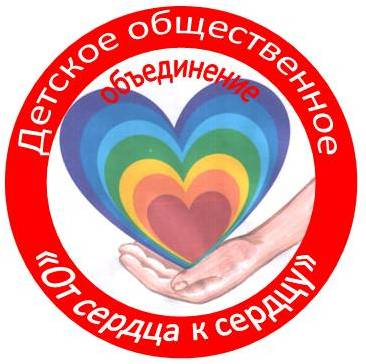 Детское общественное
объединение
«От сердца к сердцу»